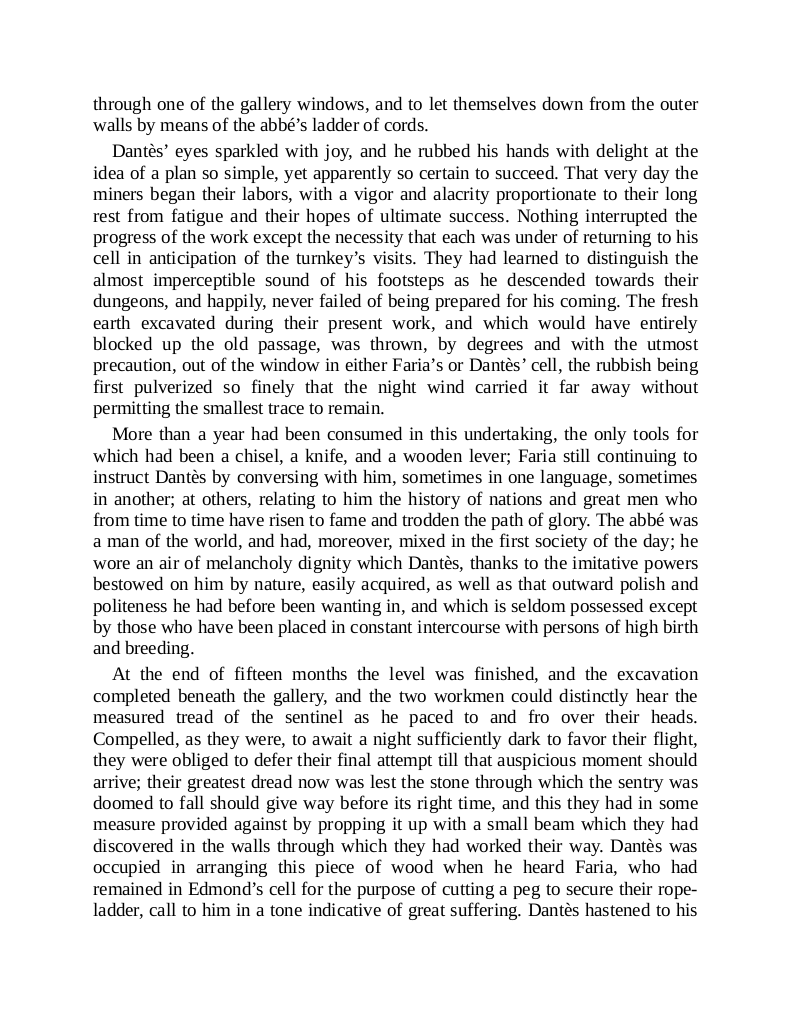 through one of the gallery windows, and to let themselves down from the outer
walls by means of the abbé’s ladder of cords.
Dantès’ eyes sparkled with joy, and he rubbed his hands with delight at the
idea of a plan so simple, yet apparently so certain to succeed. That very day the
miners began their labors, with a vigor and alacrity proportionate to their long
rest from fatigue and their hopes of ultimate success. Nothing interrupted the
progress of the work except the necessity that each was under of returning to his
cell in anticipation of the turnkey’s visits. They had learned to distinguish the
almost imperceptible sound of his footsteps as he descended towards their
dungeons, and happily, never failed of being prepared for his coming. The fresh
earth excavated during their present work, and which would have entirely
blocked up the old passage, was thrown, by degrees and with the utmost
precaution, out of the window in either Faria’s or Dantès’ cell, the rubbish being
first pulverized so finely that the night wind carried it far away without
permitting the smallest trace to remain.
More than a year had been consumed in this undertaking, the only tools for
which had been a chisel, a knife, and a wooden lever; Faria still continuing to
instruct Dantès by conversing with him, sometimes in one language, sometimes
in another; at others, relating to him the history of nations and great men who
from time to time have risen to fame and trodden the path of glory. The abbé was
a man of the world, and had, moreover, mixed in the first society of the day; he
wore an air of melancholy dignity which Dantès, thanks to the imitative powers
bestowed on him by nature, easily acquired, as well as that outward polish and
politeness he had before been wanting in, and which is seldom possessed except
by those who have been placed in constant intercourse with persons of high birth
and breeding.
At the end of fifteen months the level was finished, and the excavation
completed beneath the gallery, and the two workmen could distinctly hear the
measured tread of the sentinel as he paced to and fro over their heads.
Compelled, as they were, to await a night sufficiently dark to favor their flight,
they were obliged to defer their final attempt till that auspicious moment should
arrive; their greatest dread now was lest the stone through which the sentry was
doomed to fall should give way before its right time, and this they had in some
measure provided against by propping it up with a small beam which they had
discovered in the walls through which they had worked their way. Dantès was
occupied in arranging this piece of wood when he heard Faria, who had
remained in Edmond’s cell for the purpose of cutting a peg to secure their rope-
ladder, call to him in a tone indicative of great suffering. Dantès hastened to his